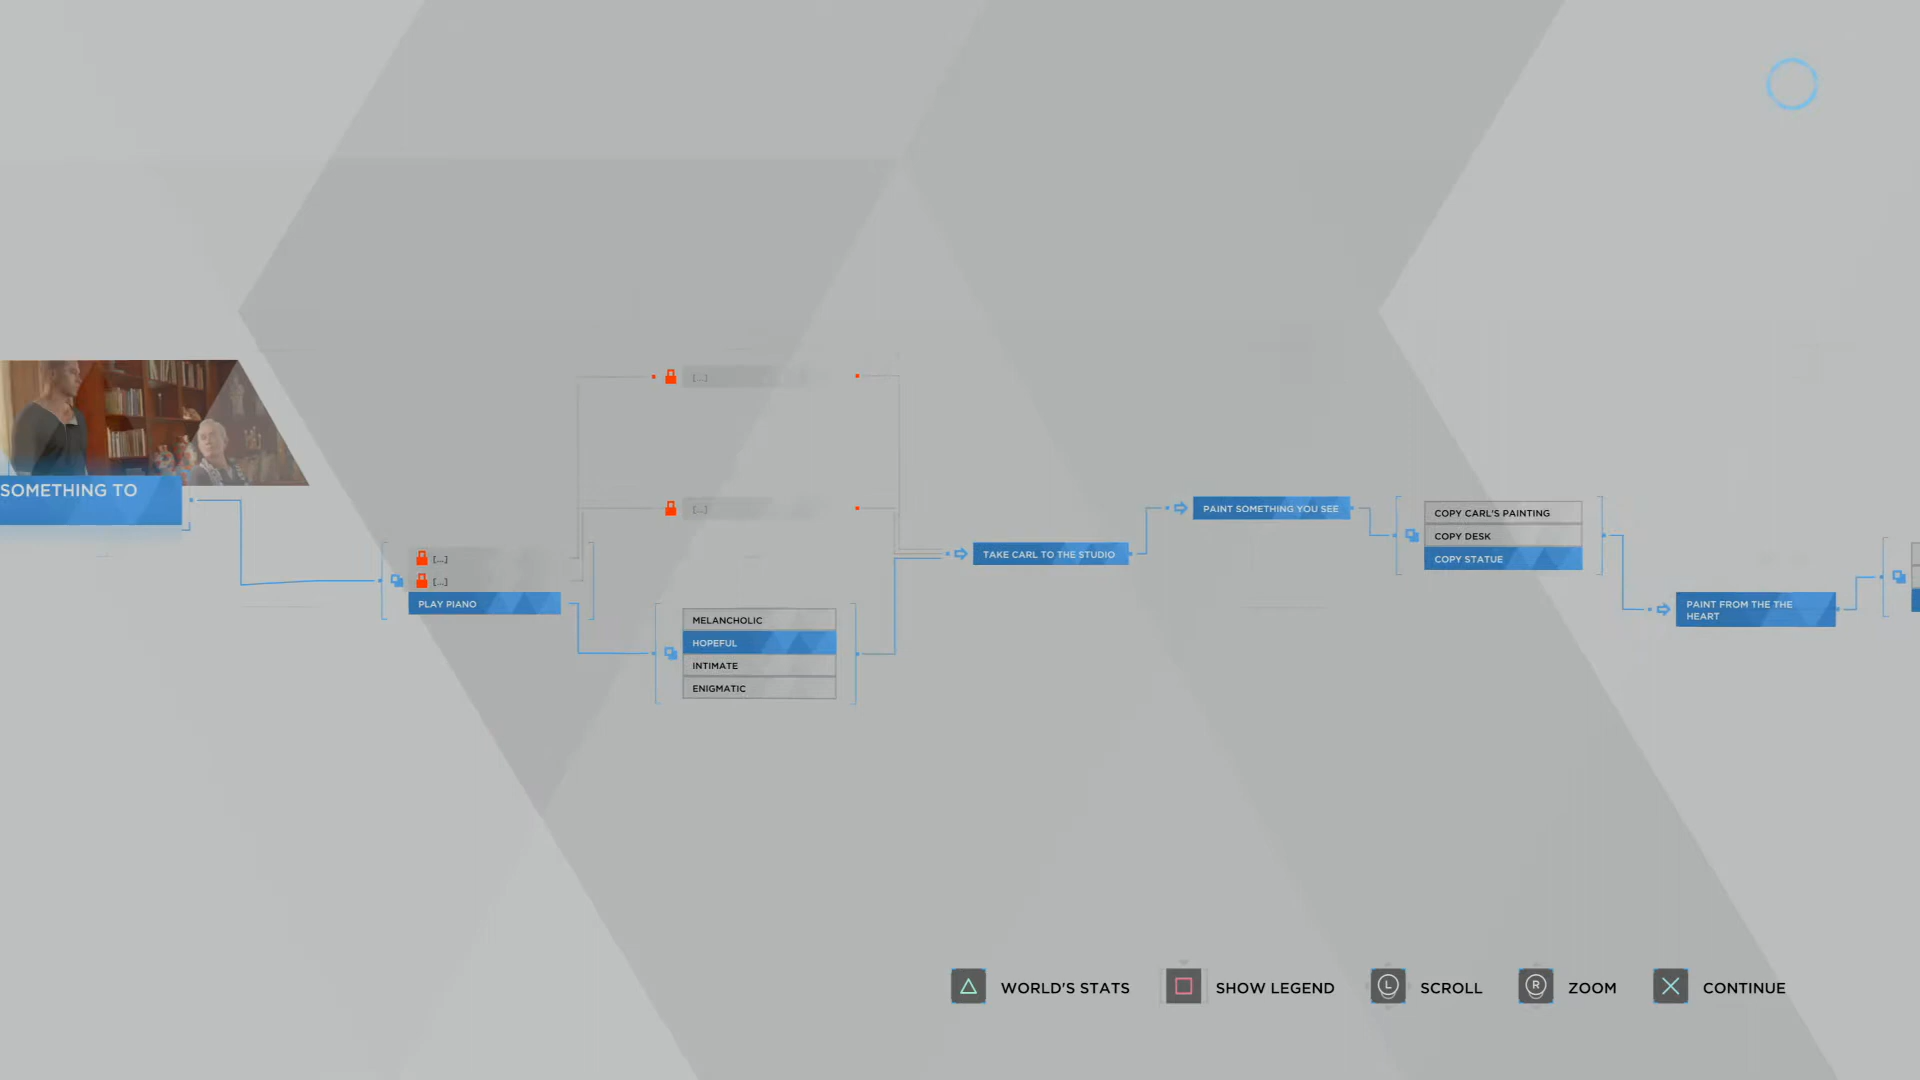 SOMETHING TO
[...]
[...]
PLAY PIANO
[...]
[...]
MELANCHOLIC
HOPEFUL
INTIMATE
ENIGMATIC
TAKE CARL TO THE STUDIO
PAINT SOMETHING YOU SEE
COPY CARL'S PAINTING
COPY DESK
COPY STATUE
PAINT FROM THE THE
HEART
WORLD'S STATS
SHOW LEGEND
L
SCROLL
R
ZOOM
CONTINUE